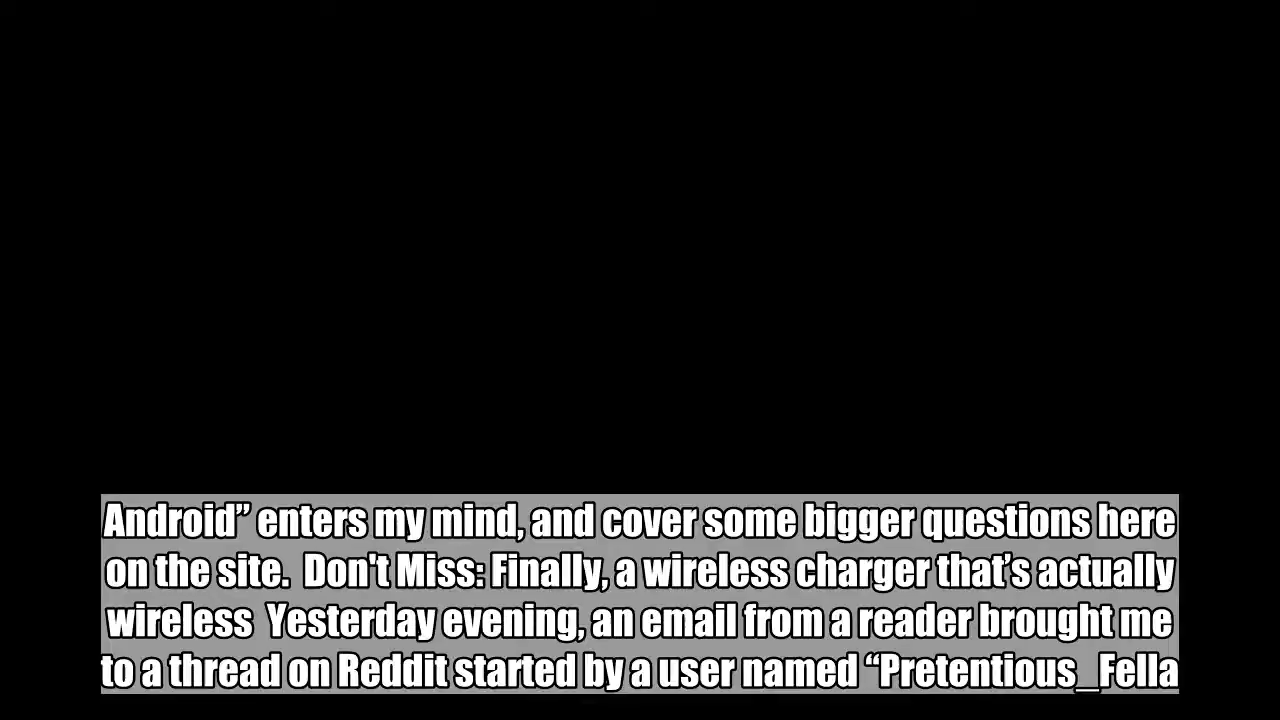 Android” enters my mind, and cover some bigger questions here
on the site.  Don't Miss: Finally, a wireless charger that’s actually
wireless  Yesterday evening, an email from a reader brought me
to a thread on Reddit started by a user named “Pretentious_Fella